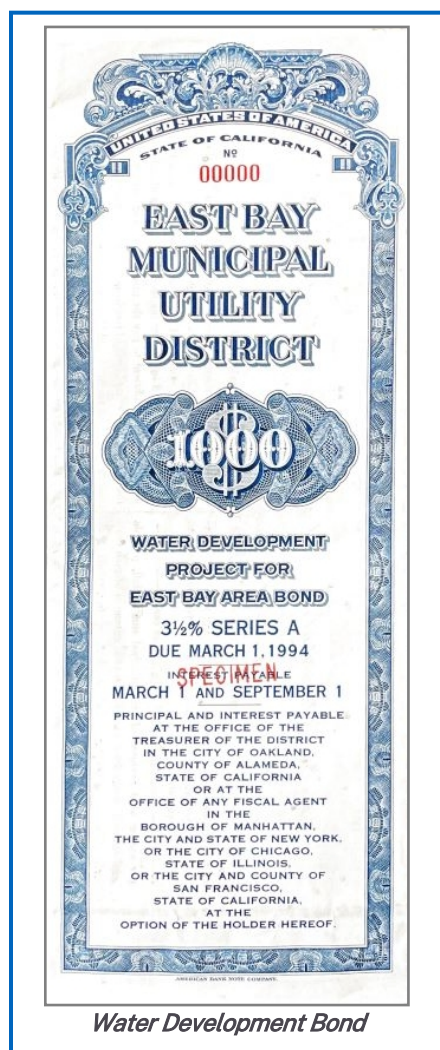 UNITED STATES OF AMERICA
STATE OF CALIFORNIA
Nº
00000
EAST BAY
MUNICIPAL
UTILITY
DISTRICT
$1000
WATER DEVELOPMENT
PROJECT FOR
EAST BAY AREA BOND
3½% SERIES A
DUE MARCH 1, 1994
INTEREST PAYABLE
SPECIMEN
MARCH 1 AND SEPTEMBER 1
PRINCIPAL AND INTEREST PAYABLE
AT THE OFFICE OF THE
TREASURER OF THE DISTRICT
IN THE CITY OF OAKLAND,
COUNTY OF ALAMEDA,
STATE OF CALIFORNIA
OR AT THE
OFFICE OF ANY FISCAL AGENT
IN THE
BOROUGH OF MANHATTAN,
THE CITY AND STATE OF NEW YORK,
OR THE CITY OF CHICAGO,
STATE OF ILLINOIS,
OR THE CITY AND COUNTY OF
SAN FRANCISCO,
STATE OF CALIFORNIA,
AT THE
OPTION OF THE HOLDER HEREOF.
AMERICAN BANK NOTE COMPANY.
Water Development Bond